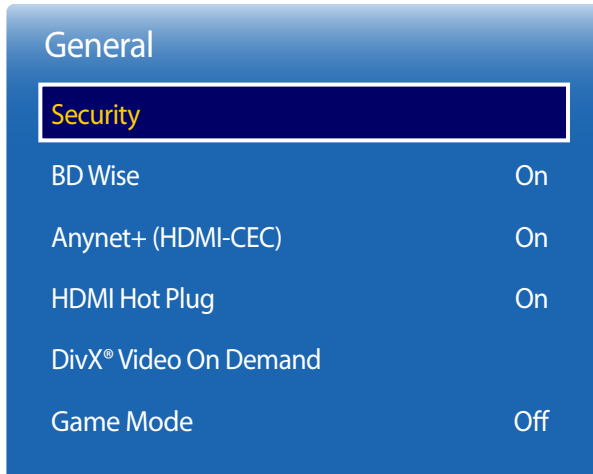 General
Security
BD Wise On
Anynet+ (HDMI-CEC) On
HDMI Hot Plug On
DivX® Video On Demand
Game Mode Off